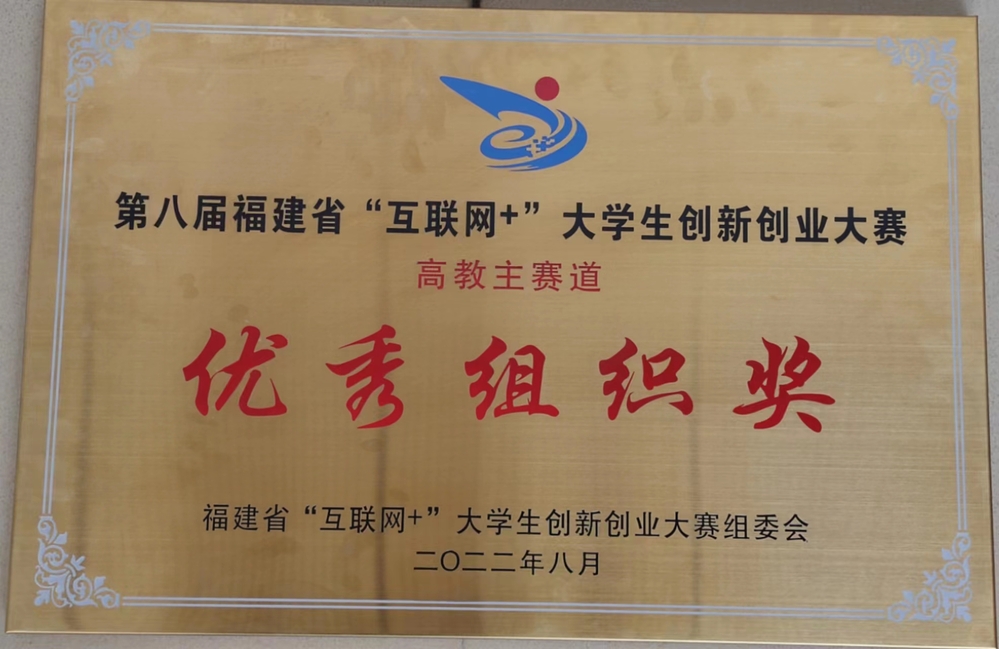 第八届福建省“互联网+”大学生创新创业大赛
高教主赛道
优秀组织奖
福建省“互联网+”大学生创新创业大赛组委会
二〇二二年八月